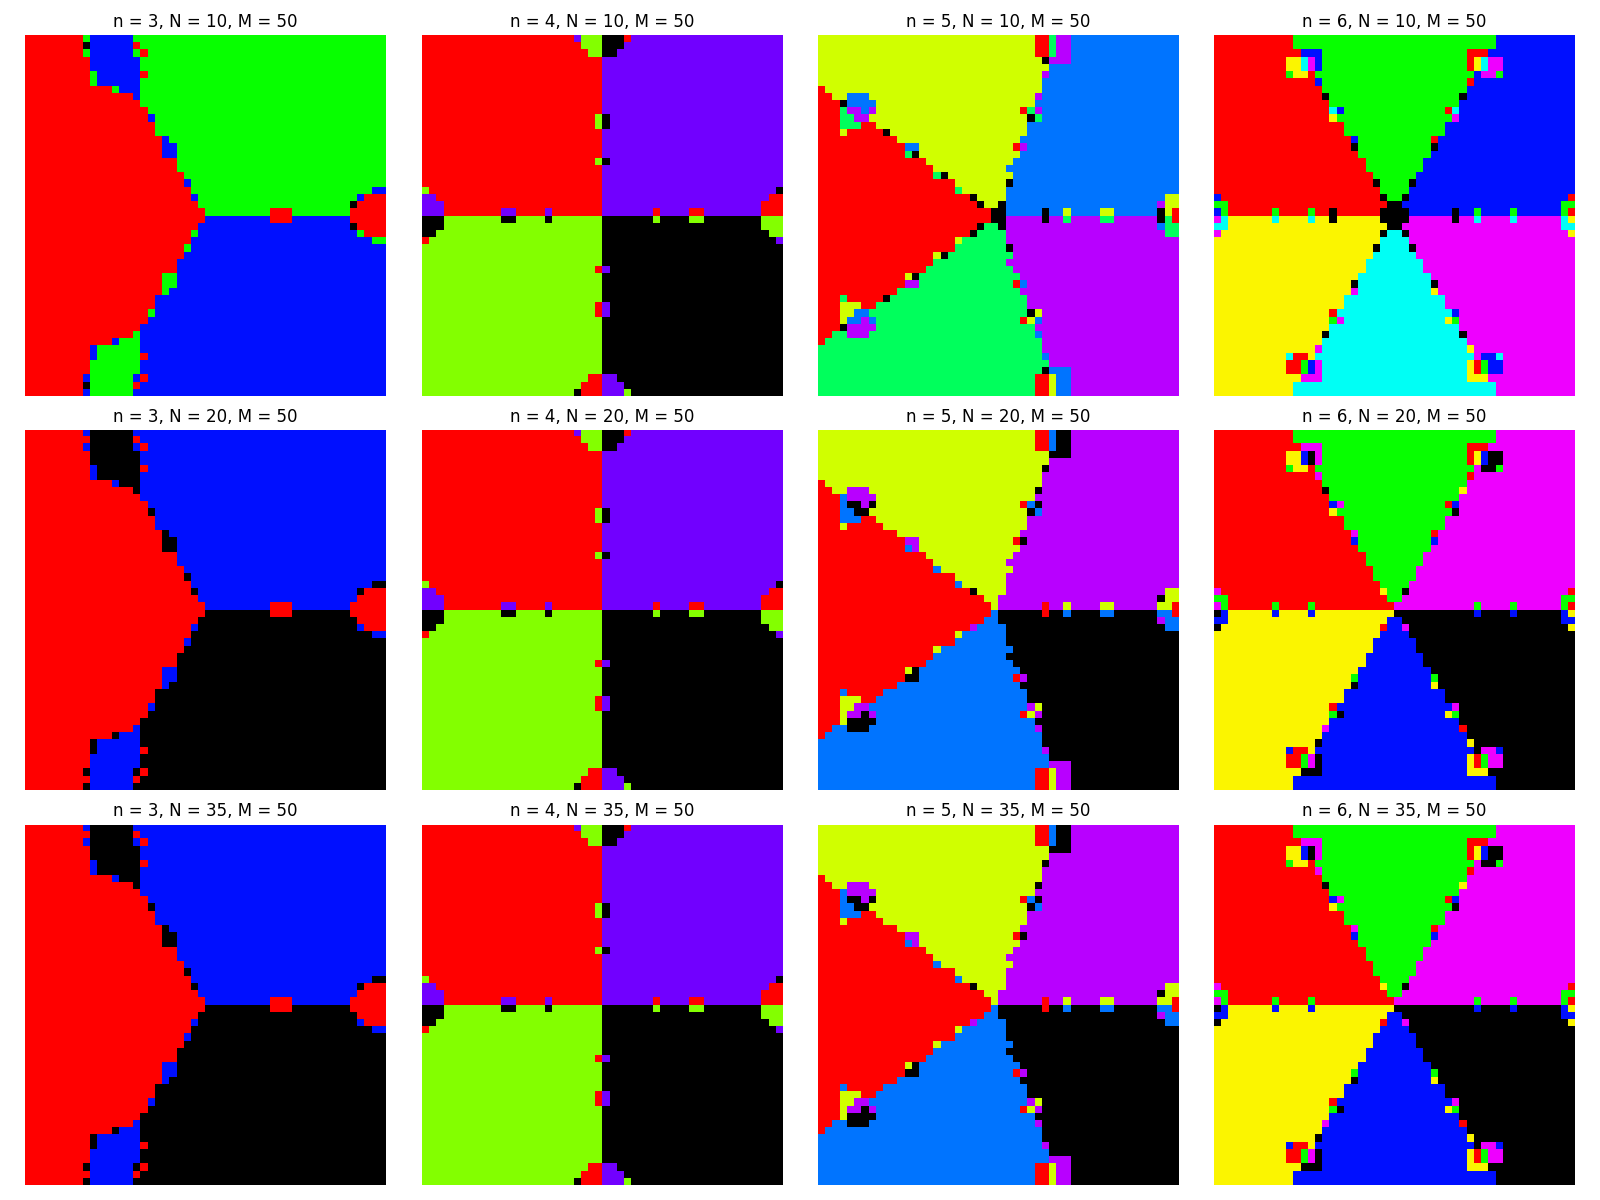 n = 3, N = 10, M = 50
n = 4, N = 10, M = 50
n = 5, N = 10, M = 50
n = 6, N = 10, M = 50
n = 3, N = 20, M = 50
n = 4, N = 20, M = 50
n = 5, N = 20, M = 50
n = 6, N = 20, M = 50
n = 3, N = 35, M = 50
n = 4, N = 35, M = 50
n = 5, N = 35, M = 50
n = 6, N = 35, M = 50